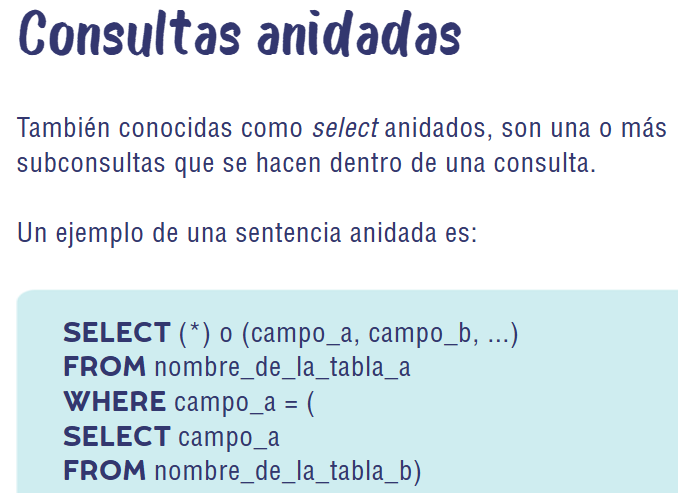 Consultas anidadas
También conocidas como select anidados, son una o más
subconsultas que se hacen dentro de una consulta.
Un ejemplo de una sentencia anidada es:
SELECT (*) o (campo_a, campo_b, ...)
FROM nombre_de_la_tabla_a
WHERE campo_a = (
SELECT campo_a
FROM nombre_de_la_tabla_b)